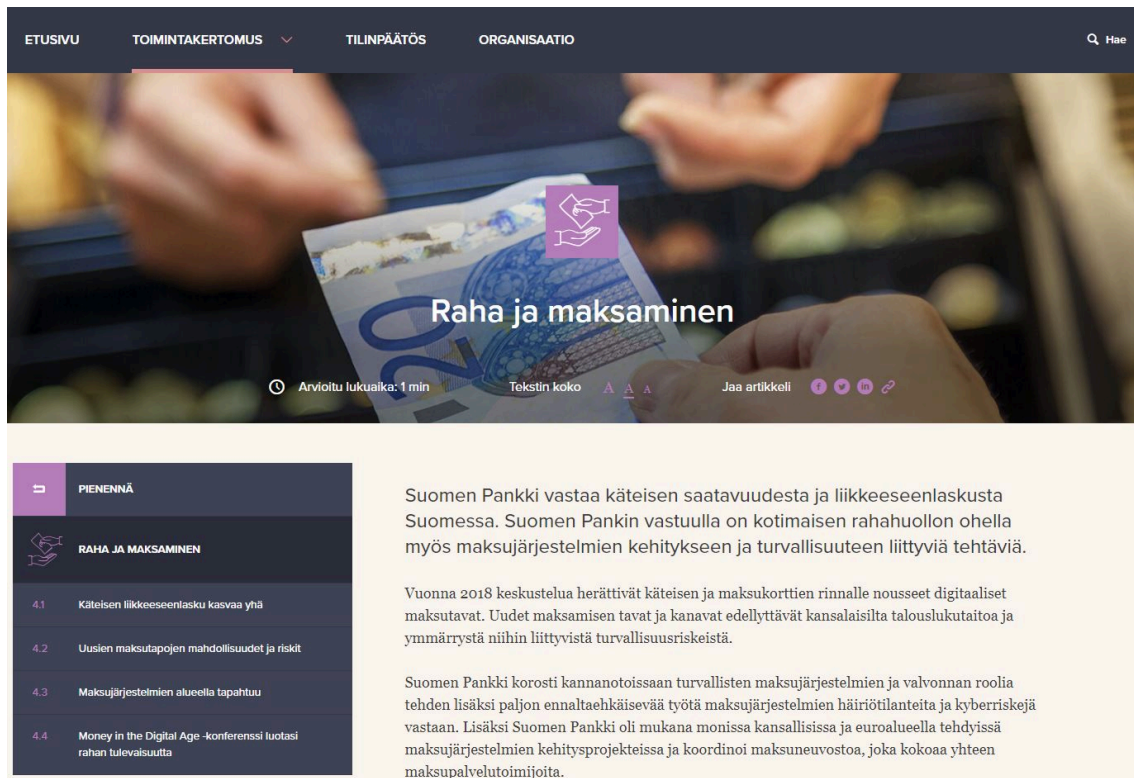 ETUSIVU TOIMINTAKERTOMUS TILINPÄÄTÖS ORGANISAATIO Hae
20
Raha ja maksaminen
Arvioitu lukuaika: 1 min Tekstin koko A A A Jaa artikkeli
PIENENNÄ
RAHA JA MAKSAMINEN
4.1 Käteisen liikkeeseenlasku kasvaa yhä
4.2 Uusien maksutapojen mahdollisuudet ja riskit
4.3 Maksujärjestelmien alueella tapahtuu
4.4 Money in the Digital Age -konferenssi luotasi
rahan tulevaisuutta
Suomen Pankki vastaa käteisen saatavuudesta ja liikkeeseenlaskusta
Suomessa. Suomen Pankin vastuulla on kotimaisen rahahuollon ohella
myös maksujärjestelmien kehitykseen ja turvallisuuteen liittyviä tehtäviä.
Vuonna 2018 keskustelua herättivät käteisen ja maksukorttien rinnalle nousseet digitaaliset
maksutavat. Uudet maksamisen tavat ja kanavat edellyttävät kansalaisilta talouslukutaitoa ja
ymmärrystä niihin liittyvistä turvallisuusriskeistä.
Suomen Pankki korosti kannanotoissaan turvallisten maksujärjestelmien ja valvonnan roolia
tehden lisäksi paljon ennaltaehkäisevää työtä maksujärjestelmien häiriötilanteita ja kyberriskejä
vastaan. Lisäksi Suomen Pankki oli mukana monissa kansallisissa ja euroalueella tehdyissä
maksujärjestelmien kehitysprojekteissa ja koordinoi maksuneuvostoa, joka kokoaa yhteen
maksupalvelutoimijoita.